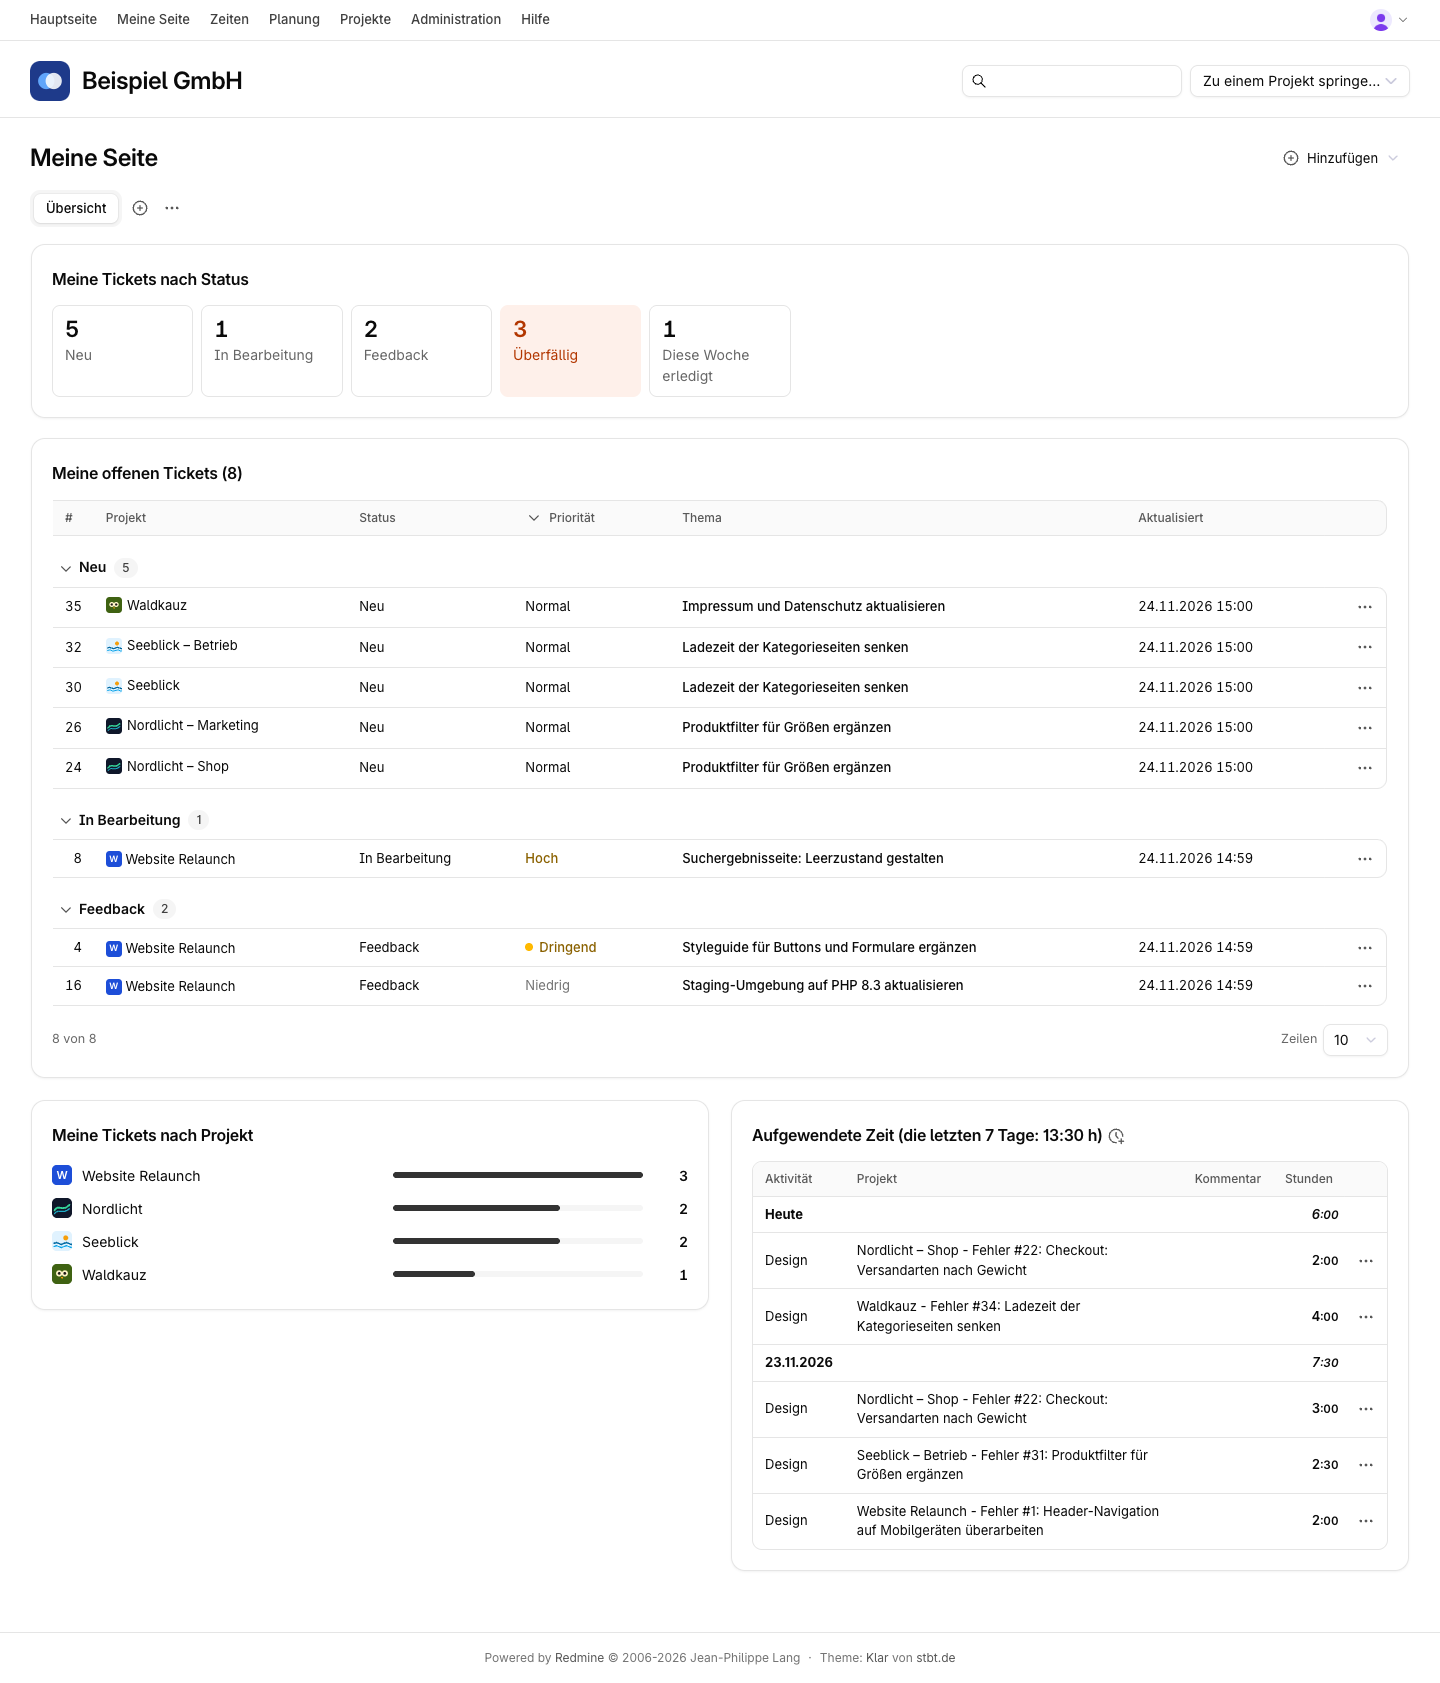 Hauptseite Meine Seite Zeiten Planung Projekte Administration Hilfe
Beispiel GmbH
Zu einem Projekt springe...
Meine Seite
Hinzufügen
Übersicht
Meine Tickets nach Status
5 1 2 3 1
Neu In Bearbeitung Feedback Überfällig Diese Woche
erledigt
Meine offenen Tickets (8)
# Projekt Status Priorität Thema Aktualisiert
Neu 5
35 Waldkauz Neu Normal Impressum und Datenschutz aktualisieren 24.11.2026 15:00
32 Seeblick – Betrieb Neu Normal Ladezeit der Kategorieseiten senken 24.11.2026 15:00
30 Seeblick Neu Normal Ladezeit der Kategorieseiten senken 24.11.2026 15:00
26 Nordlicht – Marketing Neu Normal Produktfilter für Größen ergänzen 24.11.2026 15:00
24 Nordlicht – Shop Neu Normal Produktfilter für Größen ergänzen 24.11.2026 15:00
In Bearbeitung 1
8 W Website Relaunch In Bearbeitung Hoch Suchergebnisseite: Leerzustand gestalten 24.11.2026 14:59
Feedback 2
4 W Website Relaunch Feedback Dringend Styleguide für Buttons und Formulare ergänzen 24.11.2026 14:59
16 W Website Relaunch Feedback Niedrig Staging-Umgebung auf PHP 8.3 aktualisieren 24.11.2026 14:59
8 von 8 Zeilen 10
Meine Tickets nach Projekt
W Website Relaunch 3
Nordlicht 2
Seeblick 2
Waldkauz 1
Aufgewendete Zeit (die letzten 7 Tage: 13:30 h)
Aktivität Projekt Kommentar Stunden
Heute 6:00
Design Nordlicht – Shop - Fehler #22: Checkout: 2:00
Versandarten nach Gewicht
Design Waldkauz - Fehler #34: Ladezeit der 4:00
Kategorieseiten senken
23.11.2026 7:30
Design Nordlicht – Shop - Fehler #22: Checkout: 3:00
Versandarten nach Gewicht
Design Seeblick – Betrieb - Fehler #31: Produktfilter für 2:30
Größen ergänzen
Design Website Relaunch - Fehler #1: Header-Navigation 2:00
auf Mobilgeräten überarbeiten
Powered by Redmine © 2006-2026 Jean-Philippe Lang · Theme: Klar von stbt.de